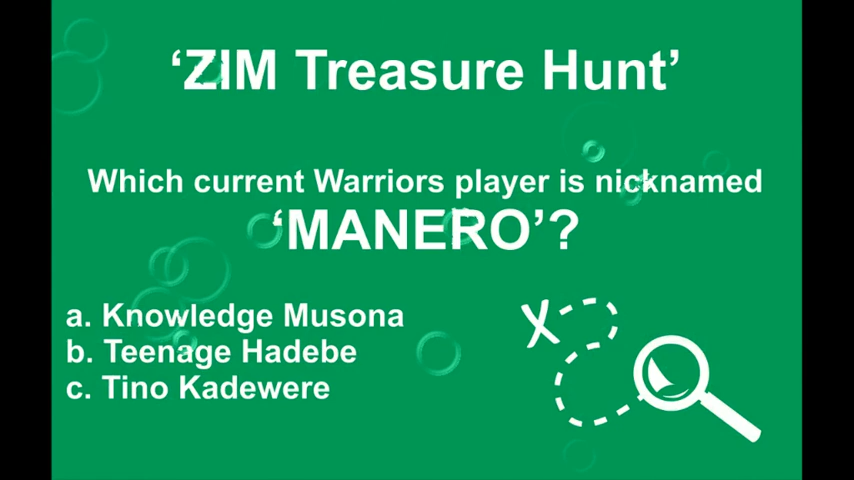 ‘ZIM Treasure Hunt’
Which current Warriors player is nicknamed
‘MANERO’?
a. Knowledge Musona
b. Teenage Hadebe
c. Tino Kadewere